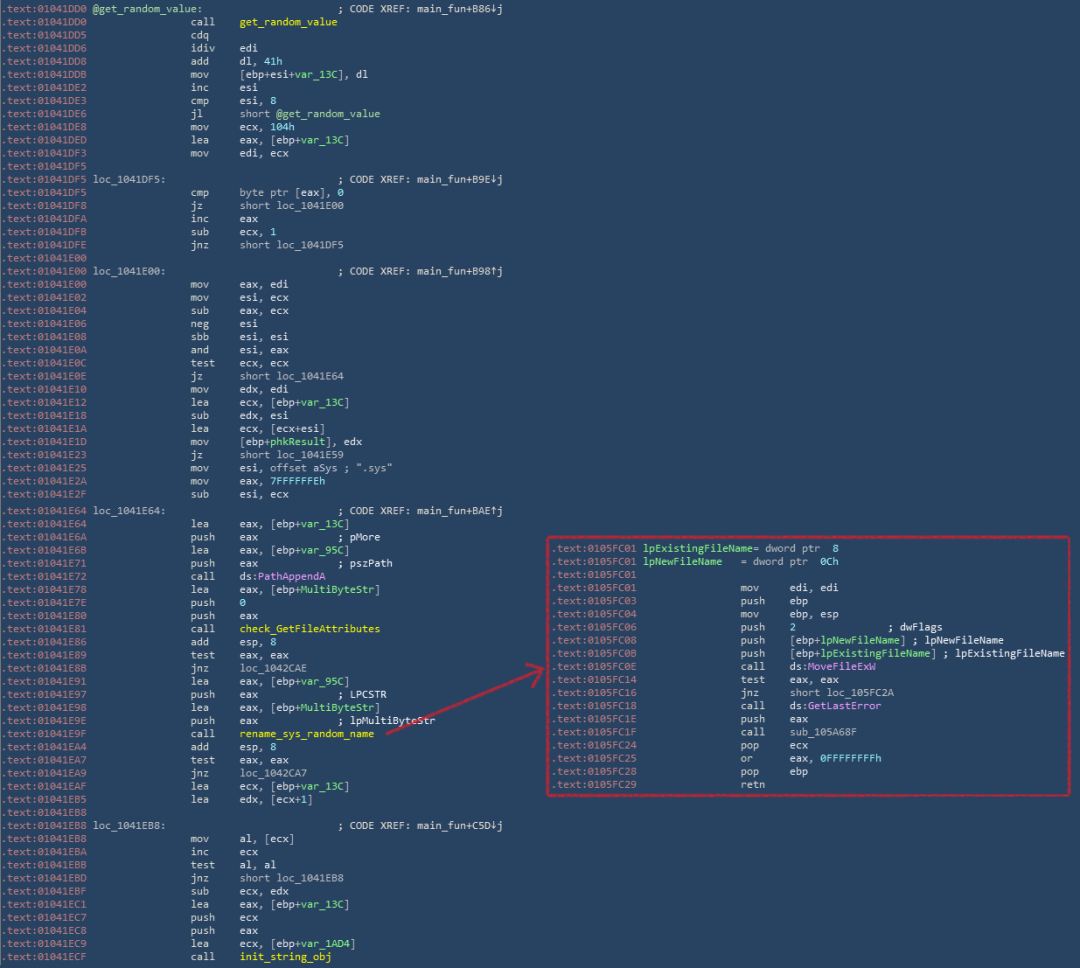 .text:01041DD0 @get_random_value: ; CODE XREF: main_fun+B86↓j
.text:01041DD0 call get_random_value
.text:01041DD5 cdq
.text:01041DD6 idiv edi
.text:01041DD8 add dl, 41h
.text:01041DDB mov [ebp+esi+var_13C], dl
.text:01041DE2 inc esi
.text:01041DE3 cmp esi, 8
.text:01041DE6 jl short @get_random_value
.text:01041DE8 mov ecx, 104h
.text:01041DED lea eax, [ebp+var_13C]
.text:01041DF3 mov edi, ecx
.text:01041DF5
.text:01041DF5 loc_1041DF5: ; CODE XREF: main_fun+B9E↓j
.text:01041DF5 cmp byte ptr [eax], 0
.text:01041DF8 jz short loc_1041E00
.text:01041DFA inc eax
.text:01041DFB sub ecx, 1
.text:01041DFE jnz short loc_1041DF5
.text:01041E00
.text:01041E00 loc_1041E00: ; CODE XREF: main_fun+B98↑j
.text:01041E00 mov eax, edi
.text:01041E02 mov esi, ecx
.text:01041E04 sub eax, ecx
.text:01041E06 neg esi
.text:01041E08 sbb esi, esi
.text:01041E0A and esi, eax
.text:01041E0C test ecx, ecx
.text:01041E0E jz short loc_1041E64
.text:01041E10 mov edx, edi
.text:01041E12 lea ecx, [ebp+var_13C]
.text:01041E18 sub edx, esi
.text:01041E1A lea ecx, [ecx+esi]
.text:01041E1D mov [ebp+phkResult], edx
.text:01041E23 jz short loc_1041E59
.text:01041E25 mov esi, offset aSys ; ".sys"
.text:01041E2A mov eax, 7FFFFFFEh
.text:01041E2F sub esi, ecx
.text:01041E64 loc_1041E64: ; CODE XREF: main_fun+BAE↑j
.text:01041E64 lea eax, [ebp+var_13C]
.text:01041E6A push eax ; pMore
.text:01041E6B lea eax, [ebp+var_95C]
.text:01041E71 push eax ; pszPath
.text:01041E72 call ds:PathAppendA
.text:01041E78 lea eax, [ebp+MultiByteStr]
.text:01041E7E push 0
.text:01041E80 push eax
.text:01041E81 call check_GetFileAttributes
.text:01041E86 add esp, 8
.text:01041E89 test eax, eax
.text:01041E8B jnz loc_1042CAE
.text:01041E91 lea eax, [ebp+var_95C]
.text:01041E97 push eax ; LPCSTR
.text:01041E98 lea eax, [ebp+MultiByteStr]
.text:01041E9E push eax ; lpMultiByteStr
.text:01041E9F call rename_sys_random_name
.text:01041EA4 add esp, 8
.text:01041EA7 test eax, eax
.text:01041EA9 jnz loc_1042CA7
.text:01041EAF lea ecx, [ebp+var_13C]
.text:01041EB5 lea edx, [ecx+1]
.text:01041EB8
.text:01041EB8 loc_1041EB8: ; CODE XREF: main_fun+C5D↓j
.text:01041EB8 mov al, [ecx]
.text:01041EBA inc ecx
.text:01041EBB test al, al
.text:01041EBD jnz short loc_1041EB8
.text:01041EBF sub ecx, edx
.text:01041EC1 lea eax, [ebp+var_13C]
.text:01041EC7 push ecx
.text:01041EC8 push eax
.text:01041EC9 lea ecx, [ebp+var_1AD4]
.text:01041ECF call init_string_obj
.text:0105FC01 lpExistingFileName= dword ptr 8
.text:0105FC01 lpNewFileName = dword ptr 0Ch
.text:0105FC01
.text:0105FC01 mov edi, edi
.text:0105FC03 push ebp
.text:0105FC04 mov ebp, esp
.text:0105FC06 push 2 ; dwFlags
.text:0105FC08 push [ebp+lpNewFileName] ; lpNewFileName
.text:0105FC0B push [ebp+lpExistingFileName] ; lpExistingFileName
.text:0105FC0E call ds:MoveFileExW
.text:0105FC14 test eax, eax
.text:0105FC16 jnz short loc_105FC2A
.text:0105FC18 call ds:GetLastError
.text:0105FC1E push eax
.text:0105FC1F call sub_105A68F
.text:0105FC24 pop ecx
.text:0105FC25 or eax, 0FFFFFFFFh
.text:0105FC28 pop ebp
.text:0105FC29 retn